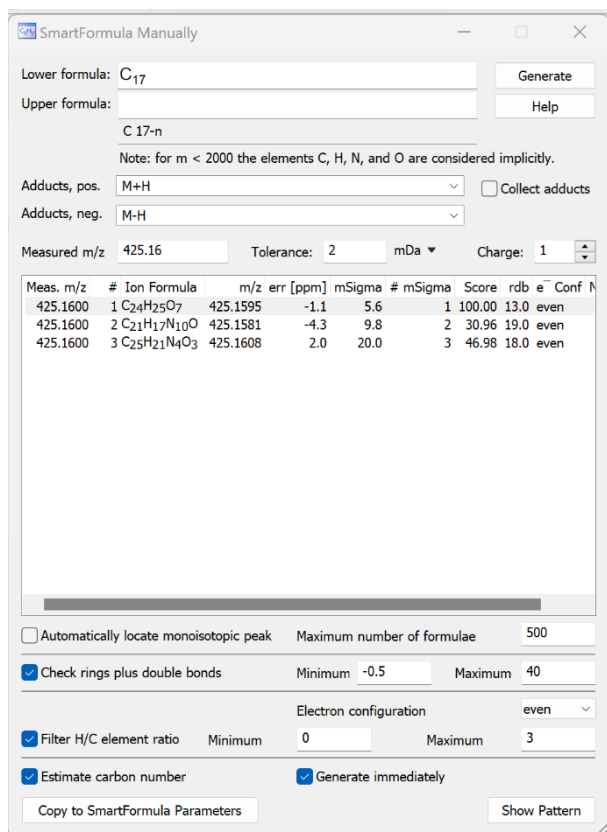 SmartFormula Manually
Lower formula: C17 Generate
Upper formula: Help
C 17-n
Note: for m < 2000 the elements C, H, N, and O are considered implicitly.
Adducts, pos. M+H Collect adducts
Adducts, neg. M-H
Measured m/z 425.16 Tolerance: 2 mDa Charge: 1
Meas. m/z # Ion Formula m/z err [ppm] mSigma # mSigma Score rdb e⁻ Conf N
425.1600 1 C24H25O7 425.1595 -1.1 5.6 1 100.00 13.0 even
425.1600 2 C21H17N10O 425.1581 -4.3 9.8 2 30.96 19.0 even
425.1600 3 C25H21N4O3 425.1608 2.0 20.0 3 46.98 18.0 even
Automatically locate monoisotopic peak Maximum number of formulae 500
Check rings plus double bonds Minimum -0.5 Maximum 40
Electron configuration even
Filter H/C element ratio Minimum 0 Maximum 3
Estimate carbon number Generate immediately
Copy to SmartFormula Parameters Show Pattern